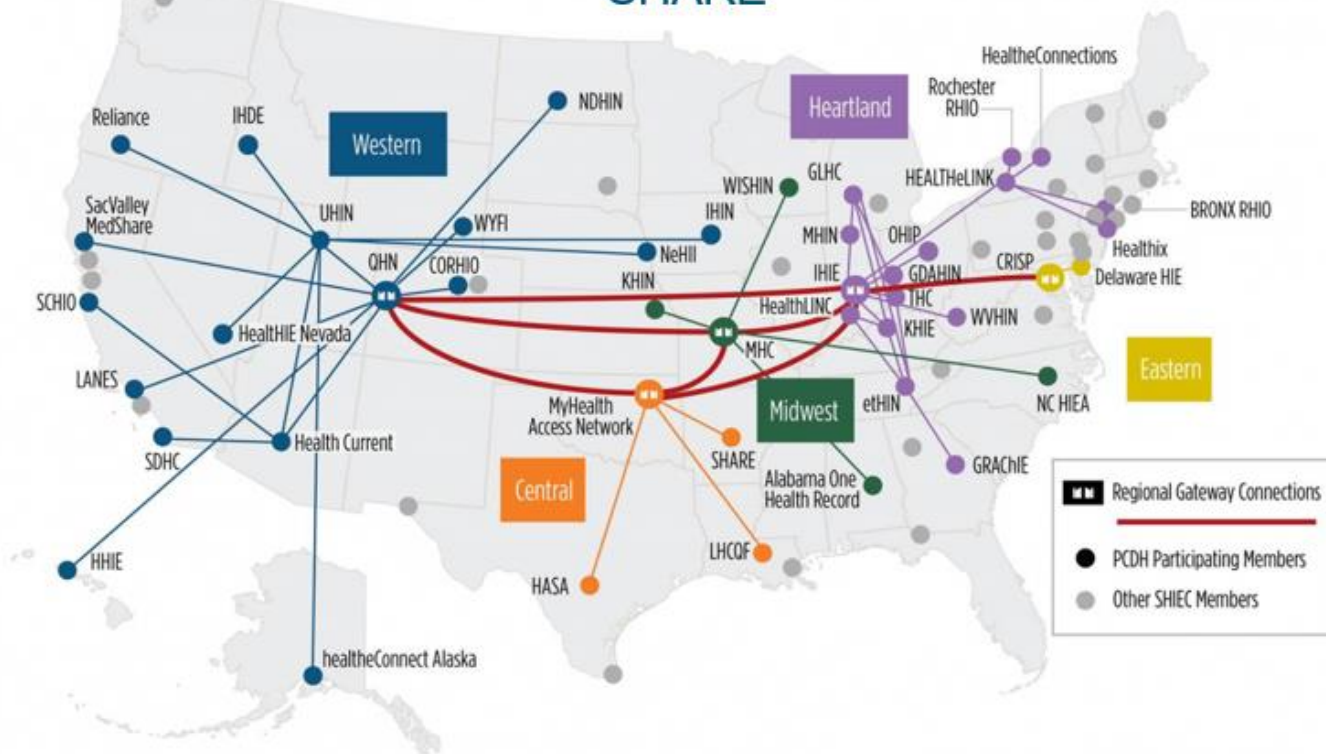 SHARE
HealtheConnections
Rochester
RHIO
Heartland
NDHIN
Reliance
IHDE
Western
GLHC
WISHIN
HEALTHeLINK
BRONX RHIO
SacValley
MedShare
UHIN
WYFI
IHIN
MHIN
OHIP
Healthix
NeHII
QHN
CORHIO
KHIN
IHIE
GDAHIN
CRISP
Delaware HIE
SCHIO
HealthLINC
THC
WVHIN
HealtHIE Nevada
KHIE
MHC
LANES
Eastern
MyHealth
Access Network
Midwest
etHIN
NC HIEA
Health Current
SDHC
SHARE
GRAChIE
Central
Alabama One
Health Record
Regional Gateway Connections
HHIE
LHCQF
PCDH Participating Members
HASA
Other SHIEC Members
healtheConnect Alaska